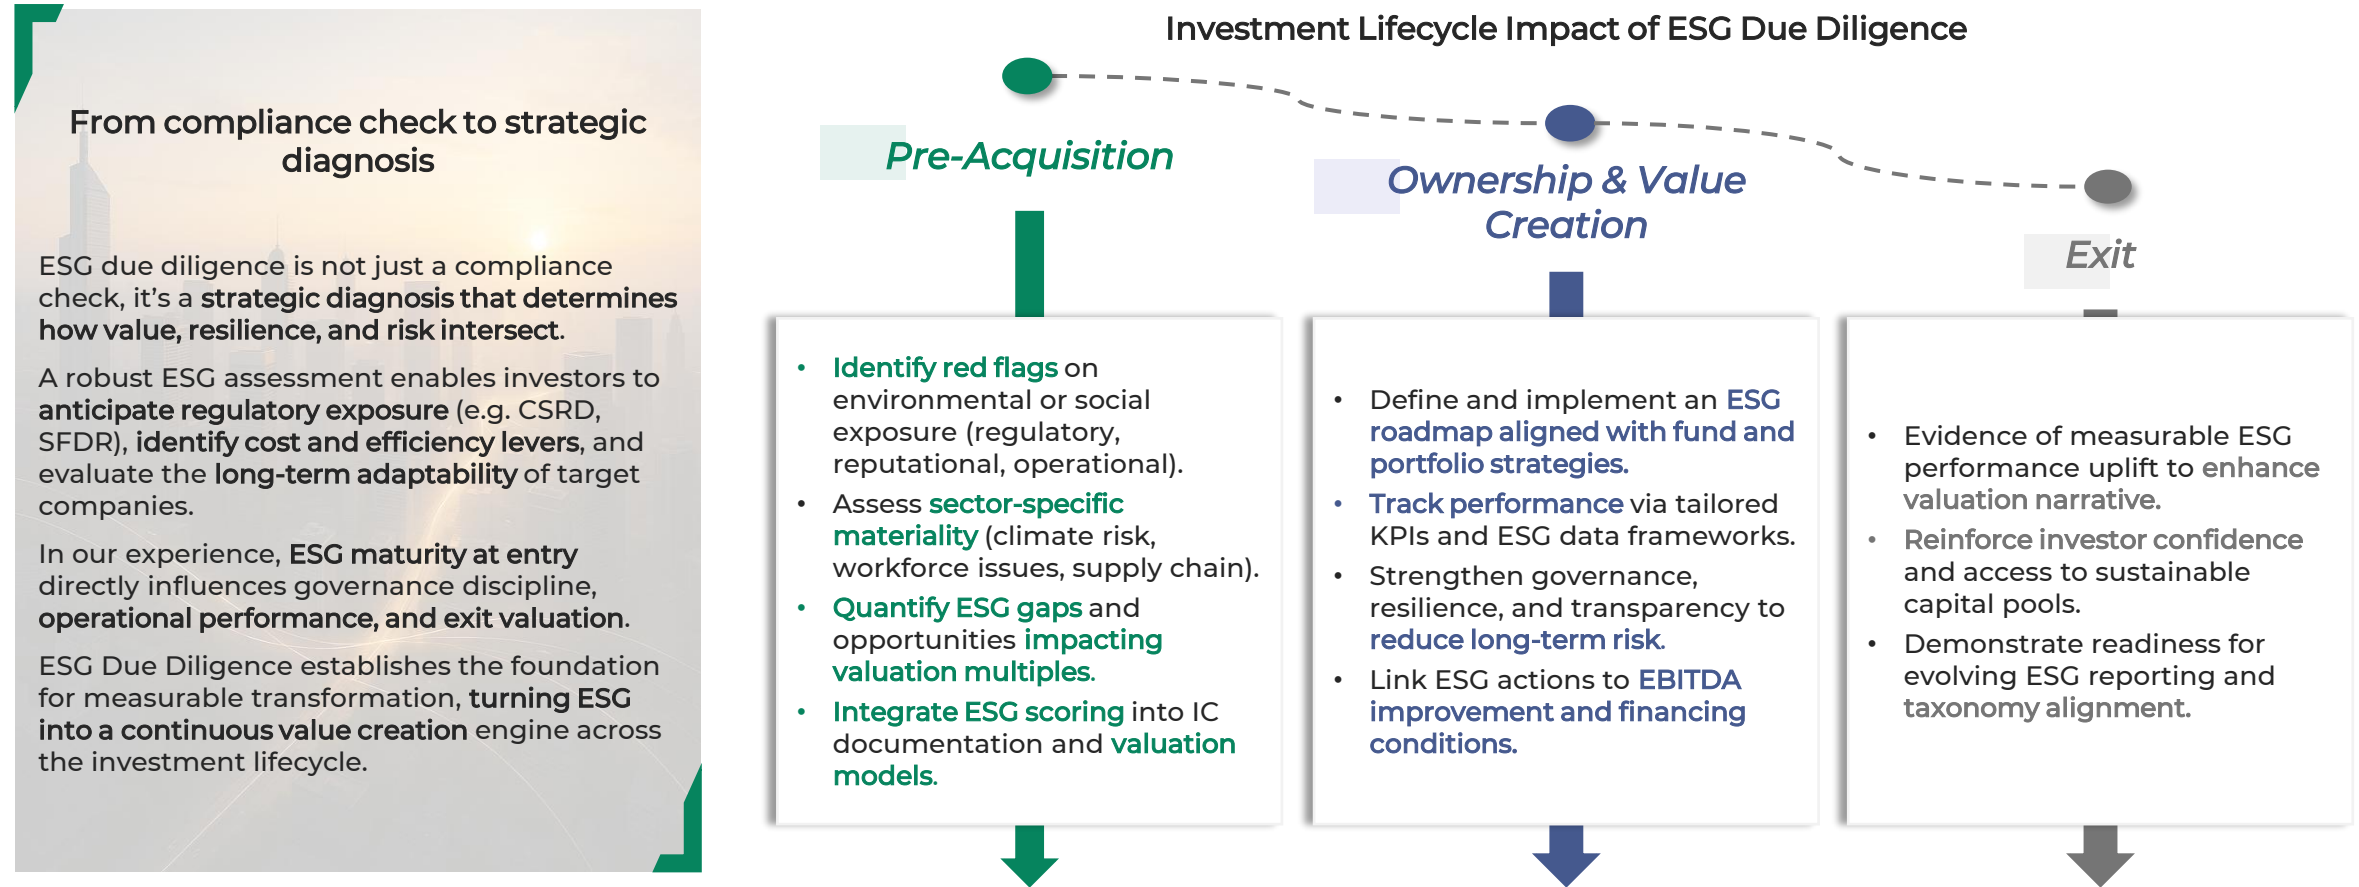 From compliance check to strategic
diagnosis
ESG due diligence is not just a compliance
check, it’s a strategic diagnosis that determines
how value, resilience, and risk intersect.
A robust ESG assessment enables investors to
anticipate regulatory exposure (e.g. CSRD,
SFDR), identify cost and efficiency levers, and
evaluate the long-term adaptability of target
companies.
In our experience, ESG maturity at entry
directly influences governance discipline,
operational performance, and exit valuation.
ESG Due Diligence establishes the foundation
for measurable transformation, turning ESG
into a continuous value creation engine across
the investment lifecycle.
Investment Lifecycle Impact of ESG Due Diligence
Pre-Acquisition
• Identify red flags on
environmental or social
exposure (regulatory,
reputational, operational).
• Assess sector-specific
materiality (climate risk,
workforce issues, supply chain).
• Quantify ESG gaps and
opportunities impacting
valuation multiples.
• Integrate ESG scoring into IC
documentation and valuation
models.
Ownership & Value
Creation
• Define and implement an ESG
roadmap aligned with fund and
portfolio strategies.
• Track performance via tailored
KPIs and ESG data frameworks.
• Strengthen governance,
resilience, and transparency to
reduce long-term risk.
• Link ESG actions to EBITDA
improvement and financing
conditions.
Exit
• Evidence of measurable ESG
performance uplift to enhance
valuation narrative.
• Reinforce investor confidence
and access to sustainable
capital pools.
• Demonstrate readiness for
evolving ESG reporting and
taxonomy alignment.